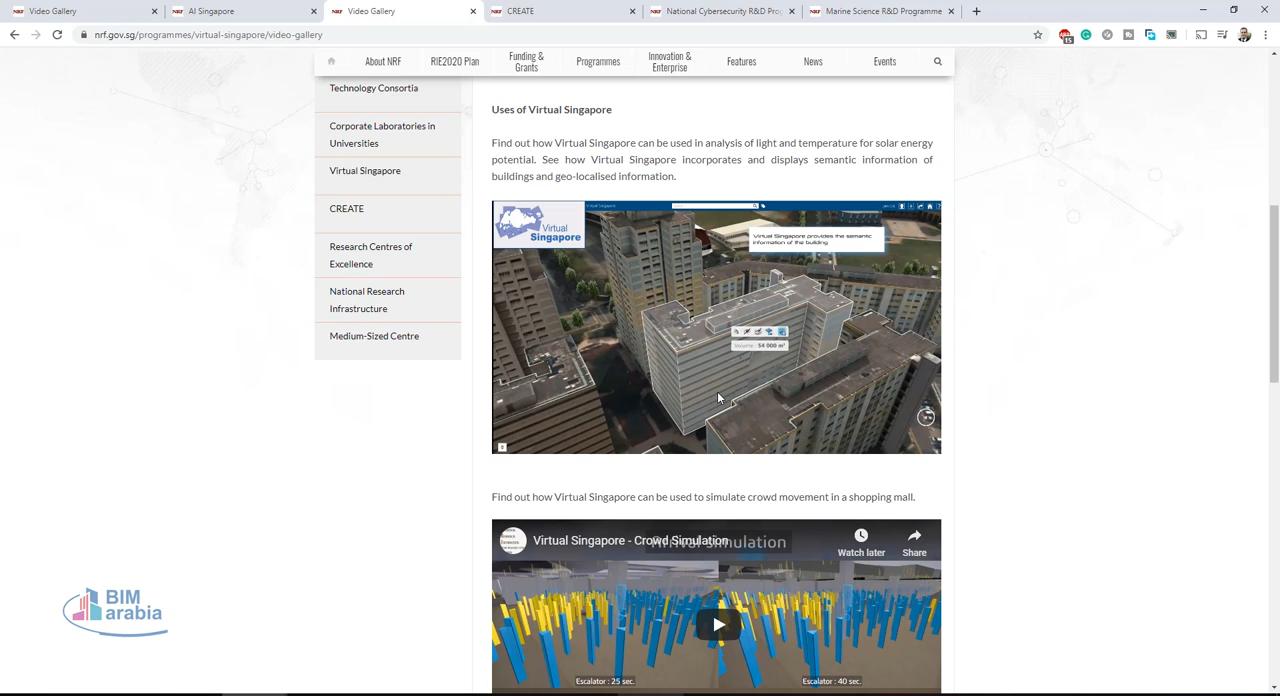 Video Gallery
AI Singapore
Video Gallery
CREATE
National Cybersecurity R&D Prog
Marine Science R&D Programme
nrf.gov.sg/programmes/virtual-singapore/video-gallery
15
About NRF
RIE2020 Plan
Funding &
Grants
Programmes
Innovation &
Enterprise
Features
News
Events
Technology Consortia
Corporate Laboratories in
Universities
Virtual Singapore
CREATE
Research Centres of
Excellence
National Research
Infrastructure
Medium-Sized Centre
Uses of Virtual Singapore
Find out how Virtual Singapore can be used in analysis of light and temperature for solar energy
potential. See how Virtual Singapore incorporates and displays semantic information of
buildings and geo-localised information.
Virtual
Singapore
Virtual Singapore provides the semantic
information of the building
Volume 54 000 m³
Find out how Virtual Singapore can be used to simulate crowd movement in a shopping mall.
Virtual Singapore - Crowd Simulation
Watch later
Share
Escalator : 25 sec.
Escalator : 40 sec.
BIM
arabia